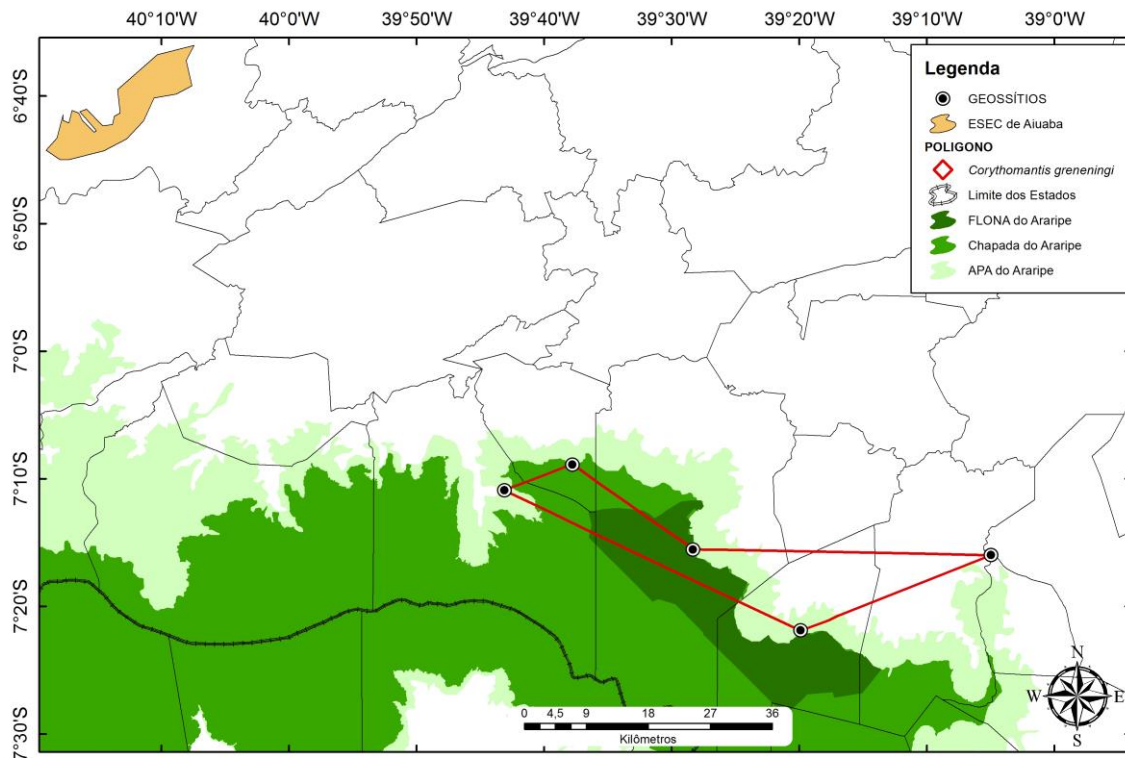 40°10'W 40°0'W 39°50'W 39°40'W 39°30'W 39°20'W 39°10'W 39°0'W
6°40'S
6°50'S
7°0'S
7°10'S
7°20'S
7°30'S
Legenda
GEOSSÍTIOS
ESEC de Aiuaba
POLIGONO
Corythomantis greneningi
Limite dos Estados
FLONA do Araripe
Chapada do Araripe
APA do Araripe
0 4,5 9 18 27 36
Kilômetros
N
W E
S